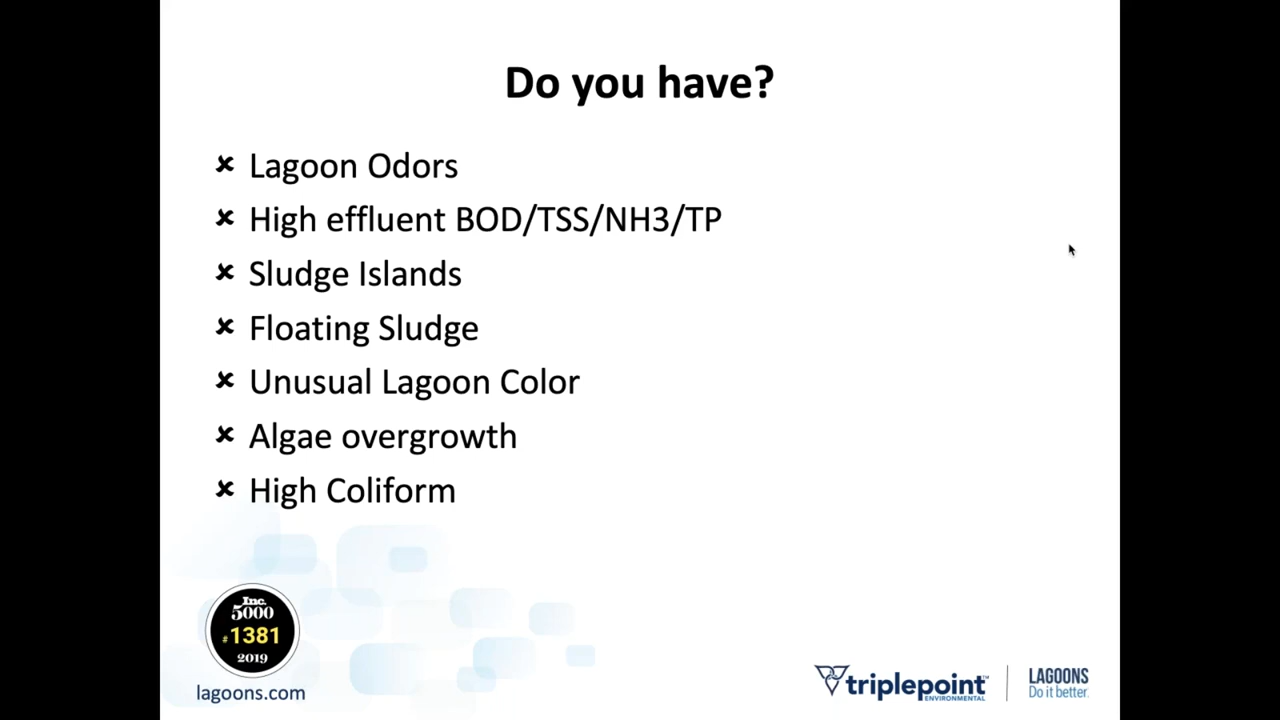 Do you have?
✘ Lagoon Odors
✘ High effluent BOD/TSS/NH3/TP
✘ Sludge Islands
✘ Floating Sludge
✘ Unusual Lagoon Color
✘ Algae overgrowth
✘ High Coliform
Inc.
5000
#1381
2019
lagoons.com
triplepoint™
ENVIRONMENTAL
LAGOONS
Do it better.